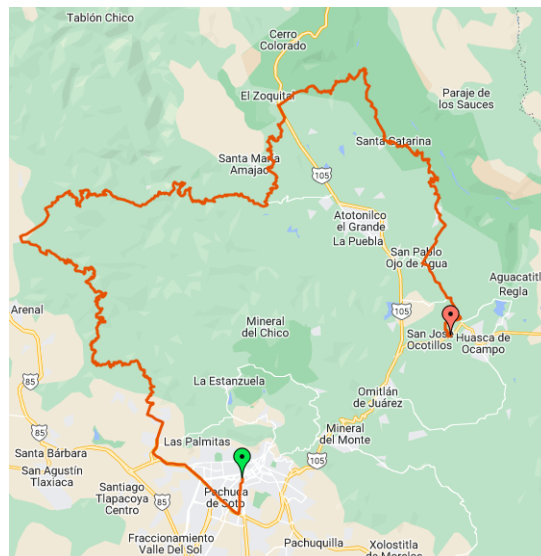 Tablón Chico
Cerro
Colorado
El Zoquital
Paraje de
los Sauces
Santa Catarina
Santa María
Amajac
105
Atotonilco
el Grande
La Puebla
San Pablo
Ojo de Agua
Aguacatitl
Regla
Arenal
105
Mineral
del Chico
San José
Ocotillos
Huasca de
Ocampo
85
La Estanzuela
Omitlán
de Juárez
85
Las Palmitas
Mineral
del Monte
Santa Bárbara
105
San Agustín
Tlaxiaca
Santiago
Tlapacoya
Centro
85
Pachuca
de Soto
Fraccionamiento
Valle Del Sol
Pachuquilla
Xolostitla
de Morelos